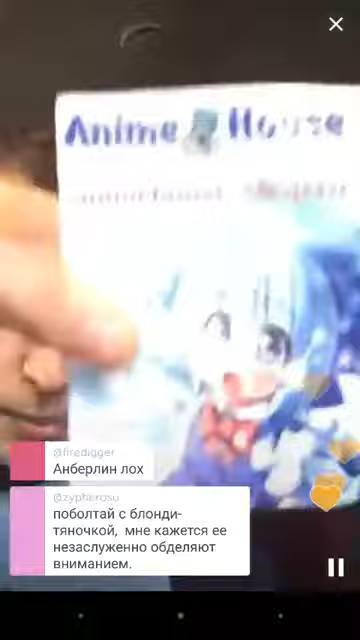 Anime House
@firedigger
Анберлин лох
@zypherosu
поболтай с блонди-
тяночкой, мне кажется ее
незаслуженно обделяют
вниманием.